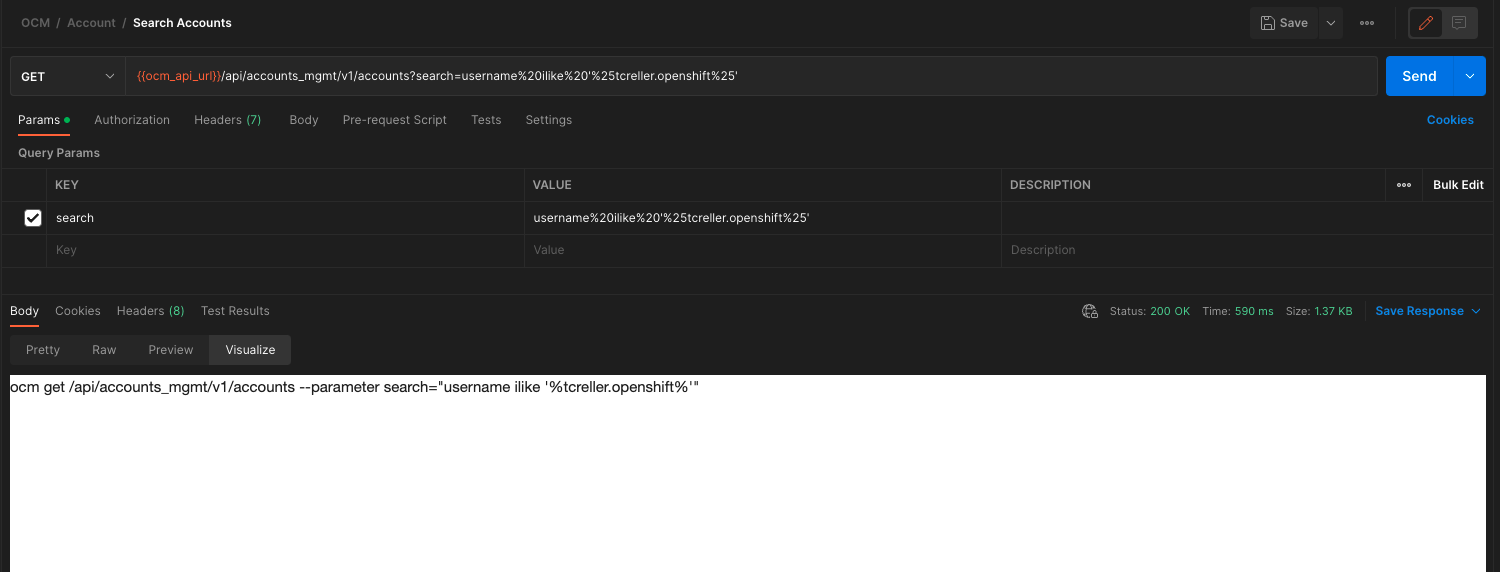 OCM / Account / Search Accounts
Save
GET
{{ocm_api_url}}/api/accounts_mgmt/v1/accounts?search=username%20ilike%20'%25tcreller.openshift%25'
Send
Params Authorization Headers (7) Body Pre-request Script Tests Settings Cookies
Query Params
KEY VALUE DESCRIPTION Bulk Edit
search username%20ilike%20'%25tcreller.openshift%25'
Key Value Description
Body Cookies Headers (8) Test Results Status: 200 OK Time: 590 ms Size: 1.37 KB Save Response
Pretty Raw Preview Visualize
ocm get /api/accounts_mgmt/v1/accounts --parameter search="username ilike '%tcreller.openshift%'"